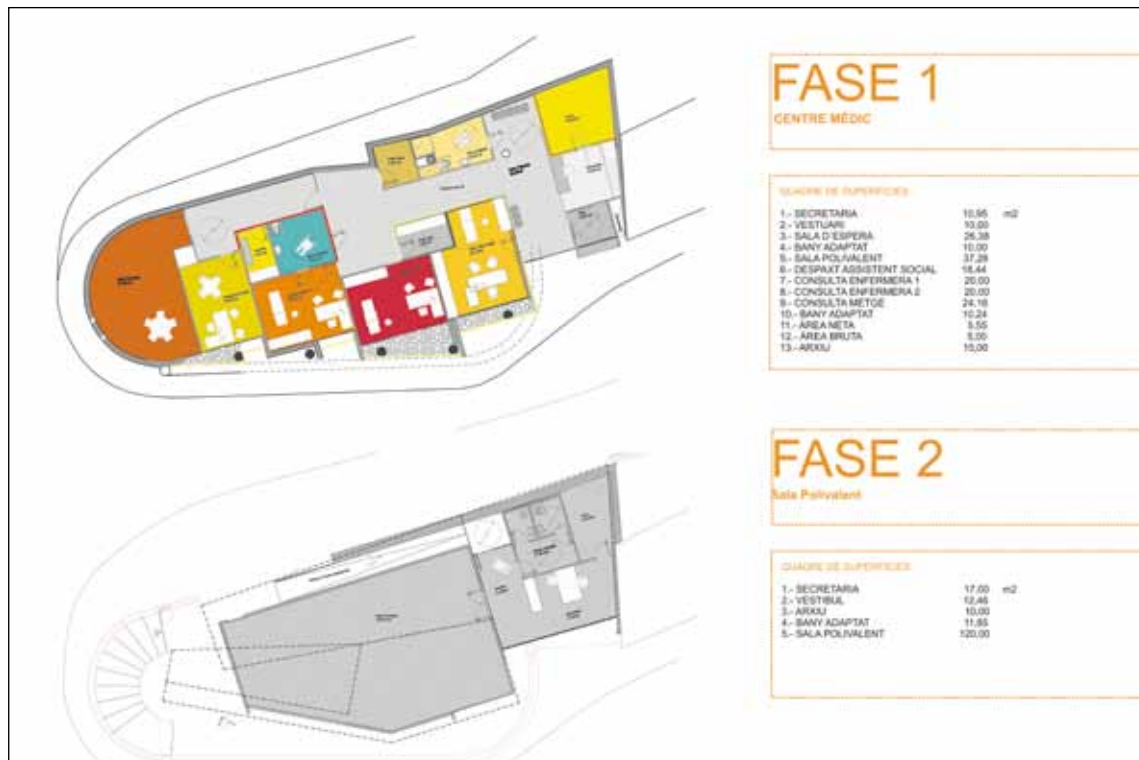 FASE 1
CENTRE MÈDIC
QUADRE DE SUPERFICIES
1.- SECRETARIA 10,95 m2
2.- VESTUARI 10,00
3.- SALA D'ESPERA 26,38
4.- BANY ADAPTAT 10,00
5.- SALA POLIVALENT 37,28
6.- DESPAXT ASSISTENT SOCIAL 18,44
7.- CONSULTA ENFERMERA 1 20,00
8.- CONSULTA ENFERMERA 2 20,00
9.- CONSULTA METGE 24,16
10.- BANY ADAPTAT 10,24
11.- ÀREA NETA 5,55
12.- ÀREA BRUTA 5,00
13.- ARXIU 10,00
FASE 2
Sala Polivalent
QUADRE DE SUPERFICIES
1.- SECRETARIA 17,00 m2
2.- VESTIBUL 12,46
3.- ARXIU 10,00
4.- BANY ADAPTAT 11,65
5.- SALA POLIVALENT 120,00